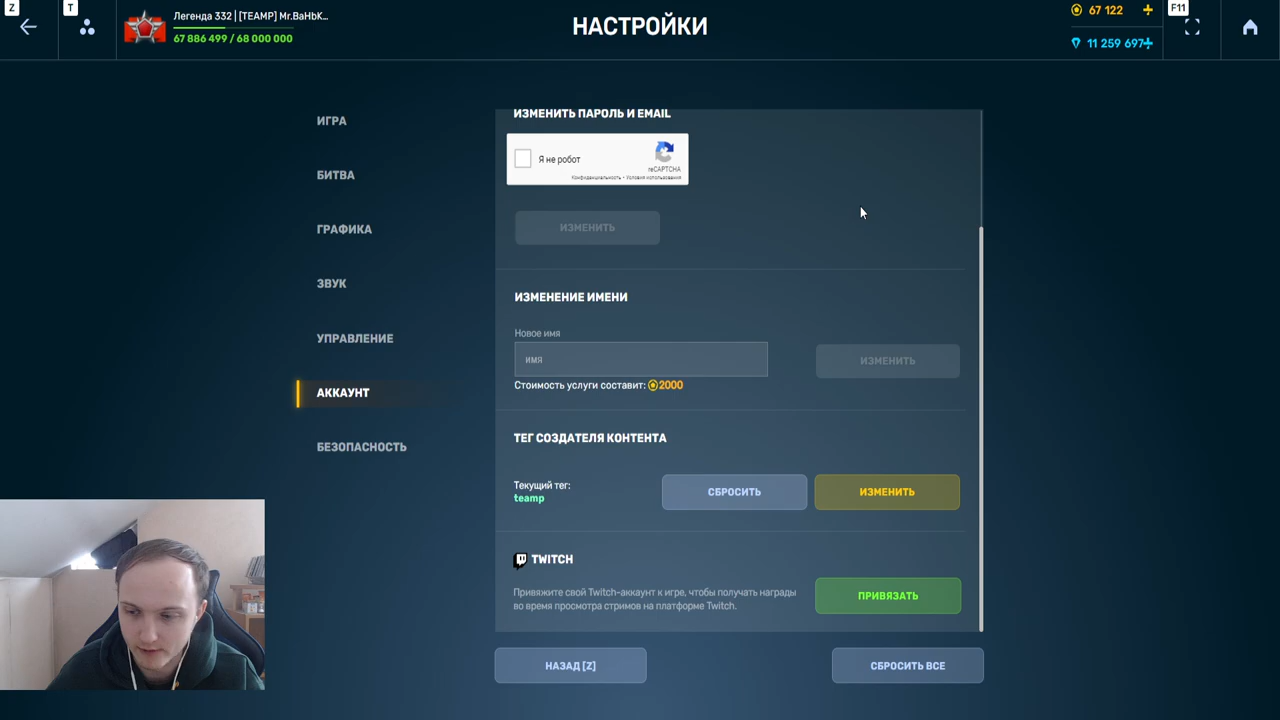 Z
T
Легенда 332 | [TEAMP] Mr.BaHbK...
67 886 499 / 68 000 000
НАСТРОЙКИ
67 122
11 259 697
F11
ИГРА
БИТВА
ГРАФИКА
ЗВУК
УПРАВЛЕНИЕ
АККАУНТ
БЕЗОПАСНОСТЬ
ИЗМЕНИТЬ ПАРОЛЬ И EMAIL
Я не робот
reCAPTCHA
Конфиденциальность • Условия использования
ИЗМЕНИТЬ
ИЗМЕНЕНИЕ ИМЕНИ
Новое имя
имя
ИЗМЕНИТЬ
Стоимость услуги составит: 2000
ТЕГ СОЗДАТЕЛЯ КОНТЕНТА
Текущий тег:
teamp
СБРОСИТЬ
ИЗМЕНИТЬ
TWITCH
Привяжите свой Twitch-аккаунт к игре, чтобы получать награды
во время просмотра стримов на платформе Twitch.
ПРИВЯЗАТЬ
НАЗАД [Z]
СБРОСИТЬ ВСЕ